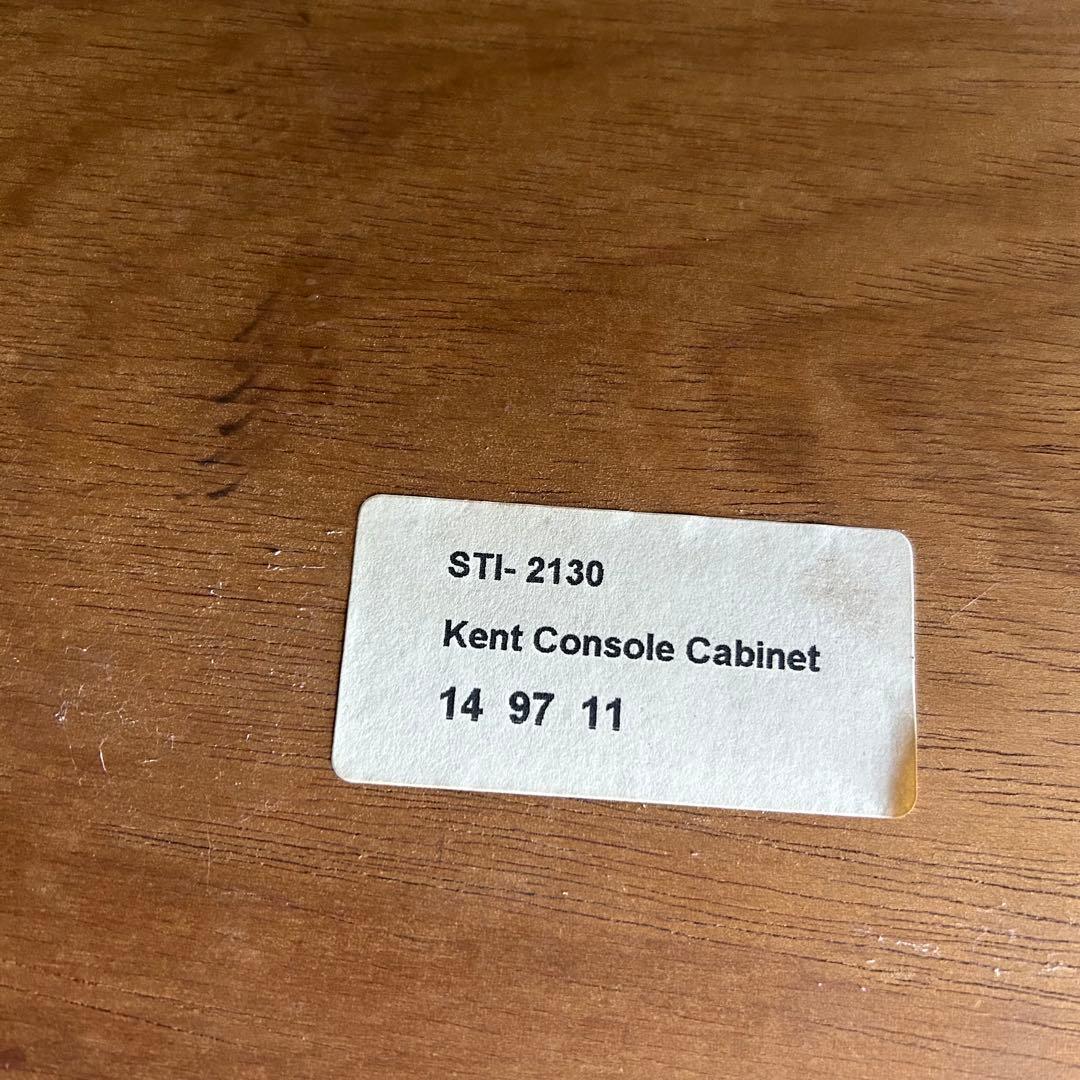 STI- 2130
Kent Console Cabinet
14 97 11